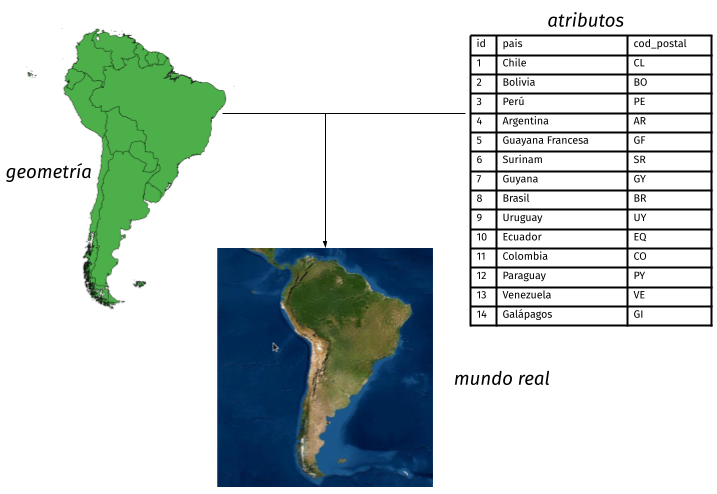 atributos
id pais cod_postal
1 Chile CL
2 Bolivia BO
3 Perú PE
4 Argentina AR
5 Guayana Francesa GF
6 Surinam SR
7 Guyana GY
8 Brasil BR
9 Uruguay UY
10 Ecuador EQ
11 Colombia CO
12 Paraguay PY
13 Venezuela VE
14 Galápagos GI
geometría
mundo real